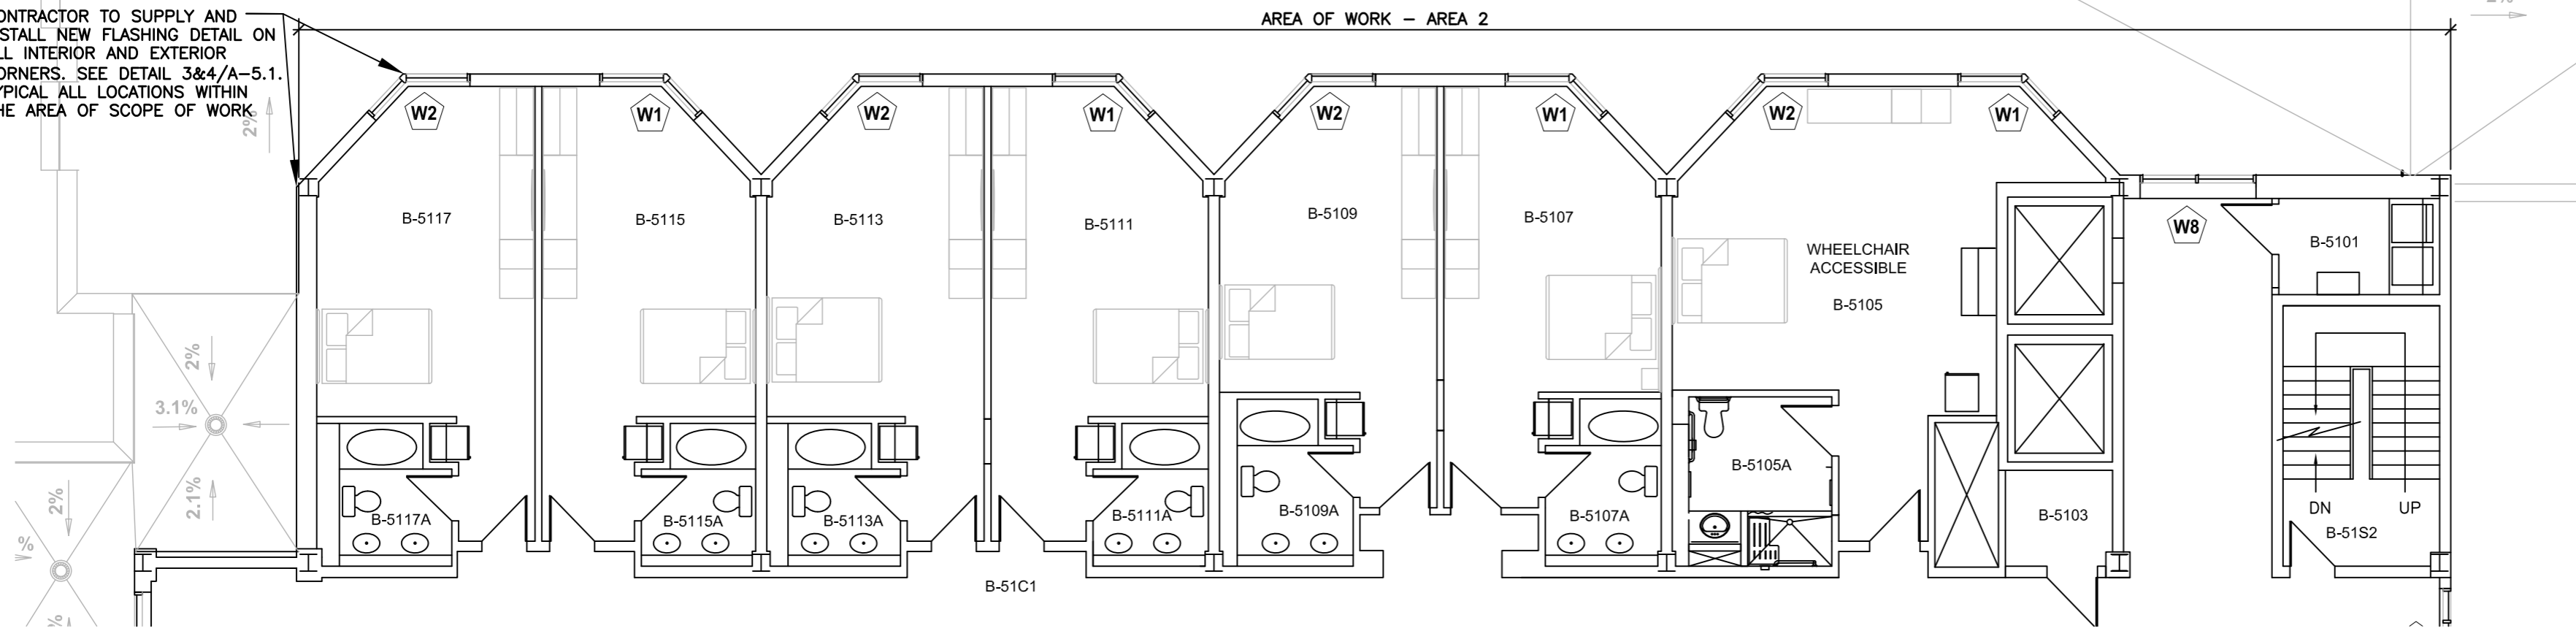 ONTRACTOR TO SUPPLY AND
STALL NEW FLASHING DETAIL ON
LL INTERIOR AND EXTERIOR
ORNERS. SEE DETAIL 3&4/A-5.1.
YPICAL ALL LOCATIONS WITHIN
HE AREA OF SCOPE OF WORK
AREA OF WORK - AREA 2
2%
W2
W1
W2
W1
W2
W1
W2
W1
W8
B-5117
B-5115
B-5113
B-5111
B-5109
B-5107
WHEELCHAIR
ACCESSIBLE
B-5105
B-5101
2%
3.1%
2.1%
2%
%
B-5117A
B-5115A
B-5113A
B-5111A
B-5109A
B-5107A
B-5105A
B-5103
DN
UP
B-51S2
B-51C1